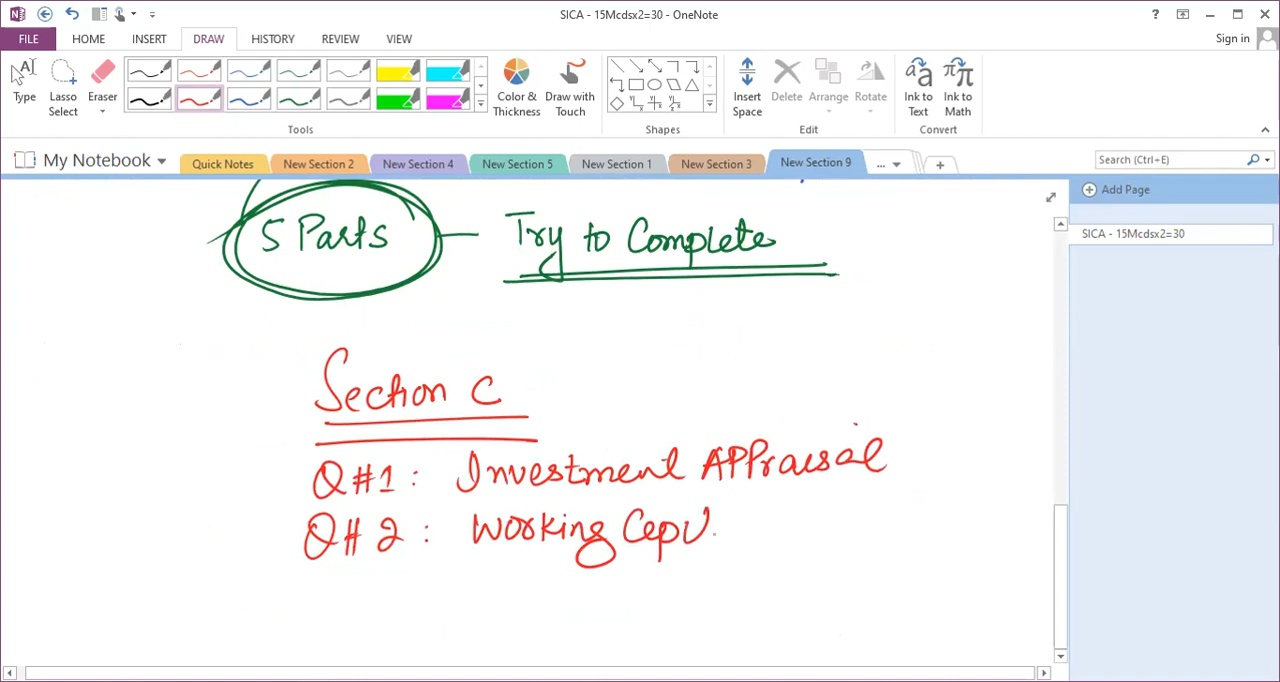 SICA - 15Mcdsx2=30 - OneNote
FILE HOME INSERT DRAW HISTORY REVIEW VIEW Sign in
Type Lasso Select Eraser Color & Thickness Draw with Touch Insert Space Delete Arrange Rotate Ink to Text Ink to Math
Tools Shapes Edit Convert
My Notebook Quick Notes New Section 2 New Section 4 New Section 5 New Section 1 New Section 3 New Section 9 ... Search (Ctrl+E)
Add Page
SICA - 15Mcdsx2=30
5 Parts - Try to Complete
Section C
Q#1: Investment Appraisal
Q#2: Working